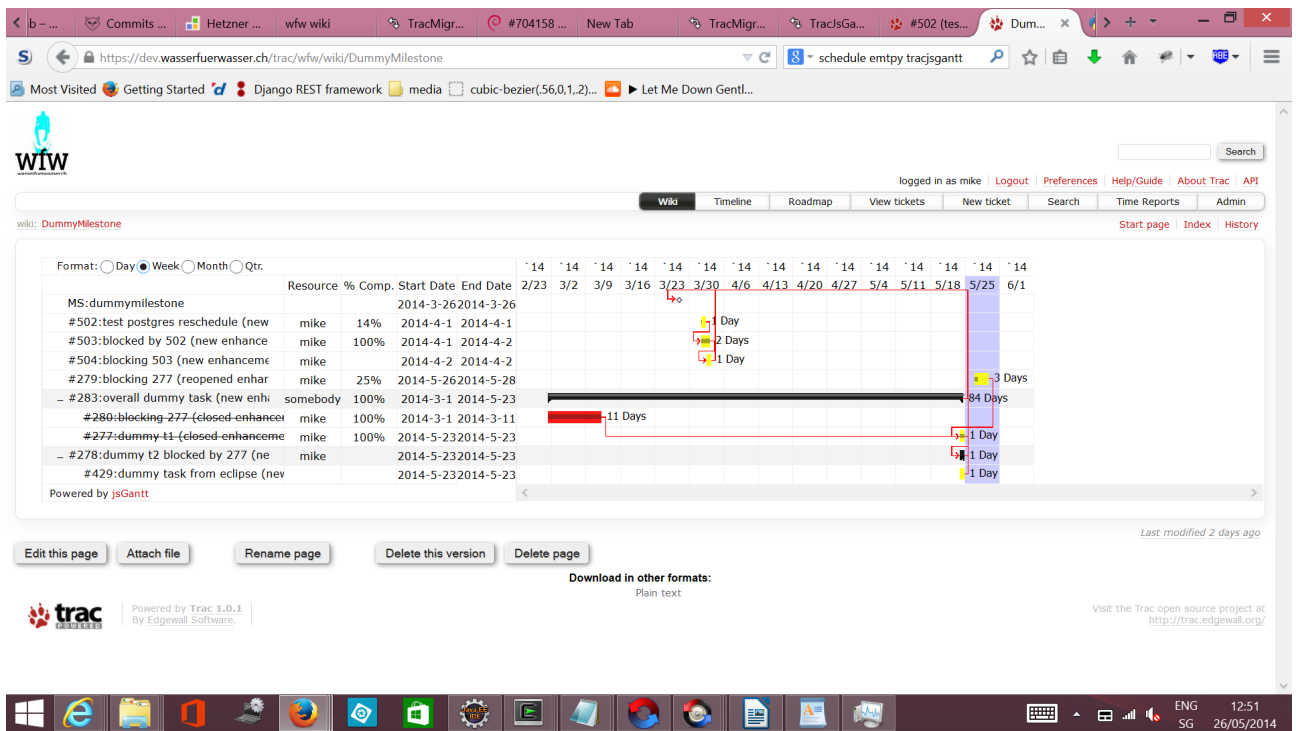 b – ... Commits ... Hetzner ... wfw wiki TracMigr... #704158 ... New Tab TracMigr... TracJsGa... #502 (tes... Dum...
https://dev.wasserfuerwasser.ch/trac/wfw/wiki/DummyMilestone schedule emtpy tracjsgantt ABE
Most Visited Getting Started Django REST framework media cubic-bezier(.56,0,1,.2)... ► Let Me Down Gentl...
wfw
wasserfuerwasser.ch
Search
logged in as mike Logout Preferences Help/Guide About Trac API
Wiki Timeline Roadmap View tickets New ticket Search Time Reports Admin
wiki: DummyMilestone Start page Index History
Format: Day Week Month Qtr. `14 `14 `14 `14 `14 `14 `14 `14 `14 `14 `14 `14 `14 `14 `14
Resource % Comp. Start Date End Date 2/23 3/2 3/9 3/16 3/23 3/30 4/6 4/13 4/20 4/27 5/4 5/11 5/18 5/25 6/1
MS:dummymilestone 2014-3-26 2014-3-26
#502:test postgres reschedule (new mike 14% 2014-4-1 2014-4-1 1 Day
#503:blocked by 502 (new enhance mike 100% 2014-4-1 2014-4-2 2 Days
#504:blocking 503 (new enhanceme mike 2014-4-2 2014-4-2 1 Day
#279:blocking 277 (reopened enhar mike 25% 2014-5-26 2014-5-28 3 Days
#283:overall dummy task (new enha somebody 100% 2014-3-1 2014-5-23 84 Days
#280:blocking 277 (closed enhancer mike 100% 2014-3-1 2014-3-11 11 Days
#277:dummy t1 (closed enhanceme mike 100% 2014-5-23 2014-5-23 1 Day
#278:dummy t2 blocked by 277 (ne mike 2014-5-23 2014-5-23 1 Day
#429:dummy task from eclipse (new 2014-5-23 2014-5-23 1 Day
Powered by jsGantt
Last modified 2 days ago
Edit this page Attach file Rename page Delete this version Delete page
Download in other formats:
Plain text
trac POWERED
Powered by Trac 1.0.1
By Edgewall Software.
Visit the Trac open source project at
http://trac.edgewall.org/
Java EE IDE
ENG 12:51
SG 26/05/2014